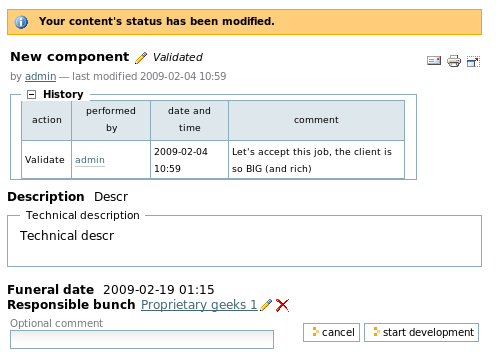 Your content's status has been modified.
New component Validated
by admin — last modified 2009-02-04 10:59
History
action performed by date and time comment
Validate admin 2009-02-04 10:59 Let's accept this job, the client is so BIG (and rich)
Description Descr
Technical description
Technical descr
Funeral date 2009-02-19 01:15
Responsible bunch Proprietary geeks 1
Optional comment
cancel start development